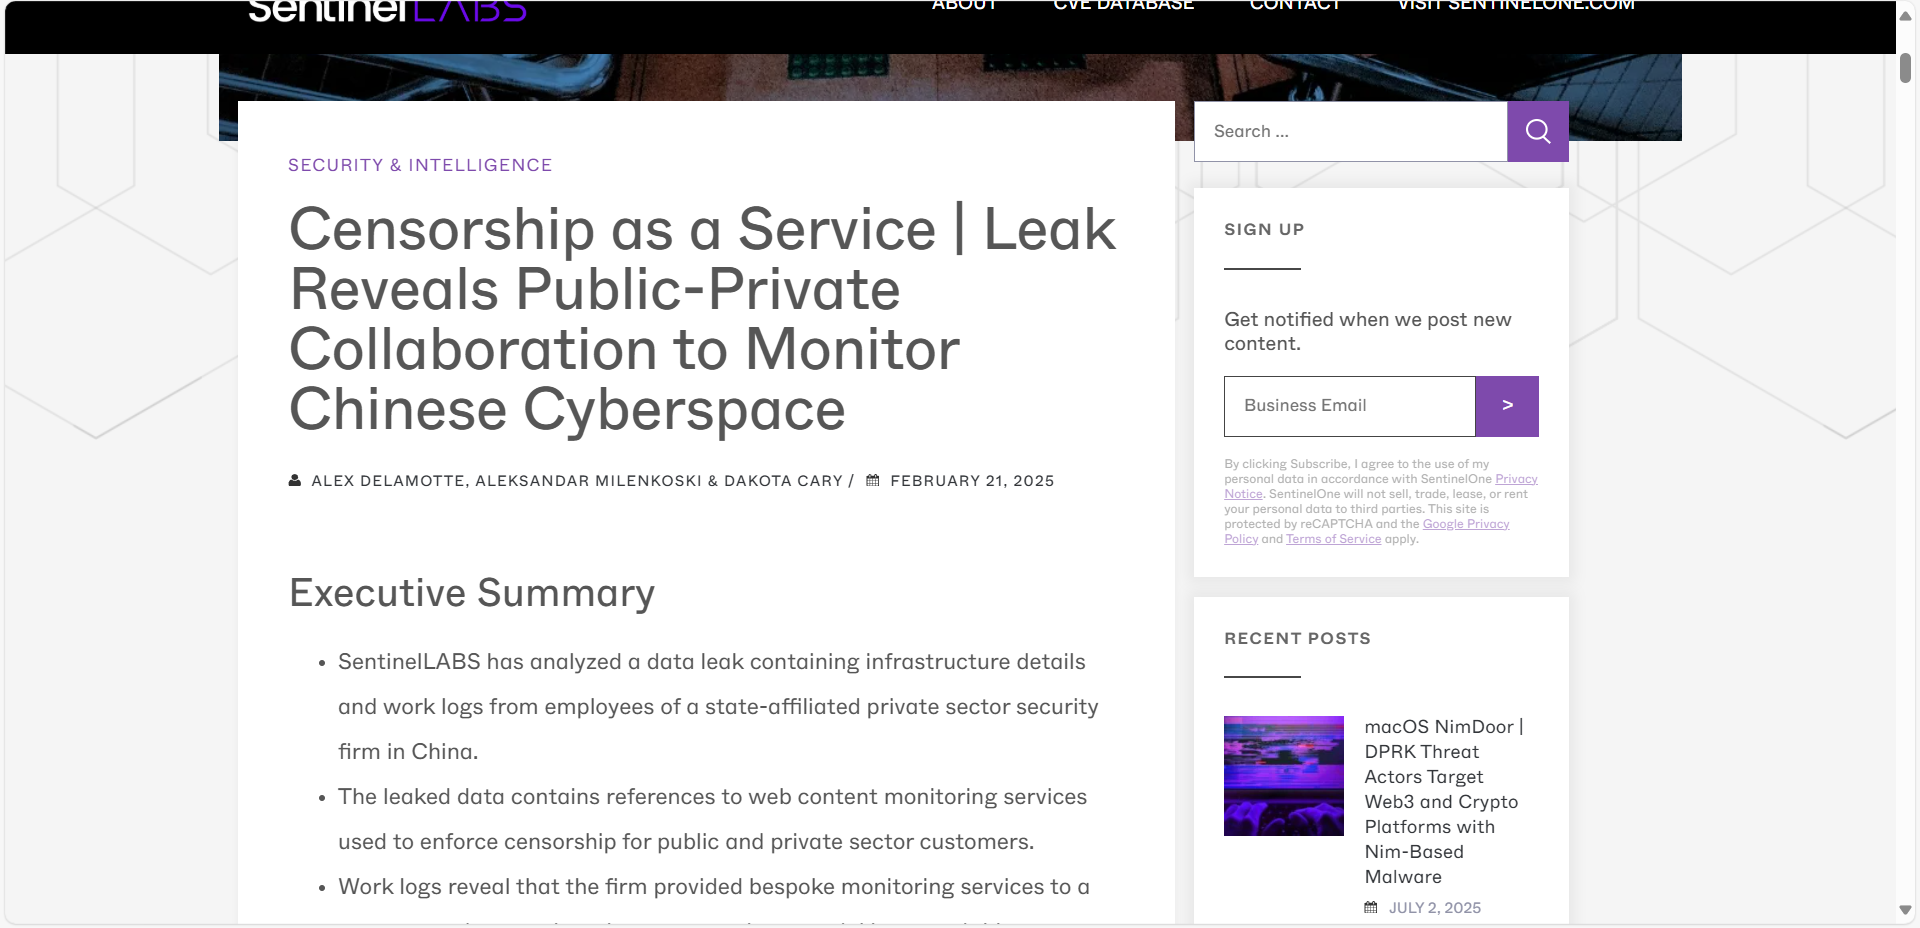 SentinelLABS
ABOUT CVE DATABASE CONTACT VISIT SENTINELONE.COM
SECURITY & INTELLIGENCE
Censorship as a Service | Leak
Reveals Public-Private
Collaboration to Monitor
Chinese Cyberspace
ALEX DELAMOTTE, ALEKSANDAR MILENKOSKI & DAKOTA CARY / FEBRUARY 21, 2025
Executive Summary
• SentinelLABS has analyzed a data leak containing infrastructure details
and work logs from employees of a state-affiliated private sector security
firm in China.
• The leaked data contains references to web content monitoring services
used to enforce censorship for public and private sector customers.
• Work logs reveal that the firm provided bespoke monitoring services to a
Search ...
SIGN UP
Get notified when we post new
content.
Business Email
>
By clicking Subscribe, I agree to the use of my
personal data in accordance with SentinelOne Privacy
Notice. SentinelOne will not sell, trade, lease, or rent
your personal data to third parties. This site is
protected by reCAPTCHA and the Google Privacy
Policy and Terms of Service apply.
RECENT POSTS
macOS NimDoor |
DPRK Threat
Actors Target
Web3 and Crypto
Platforms with
Nim-Based
Malware
JULY 2, 2025